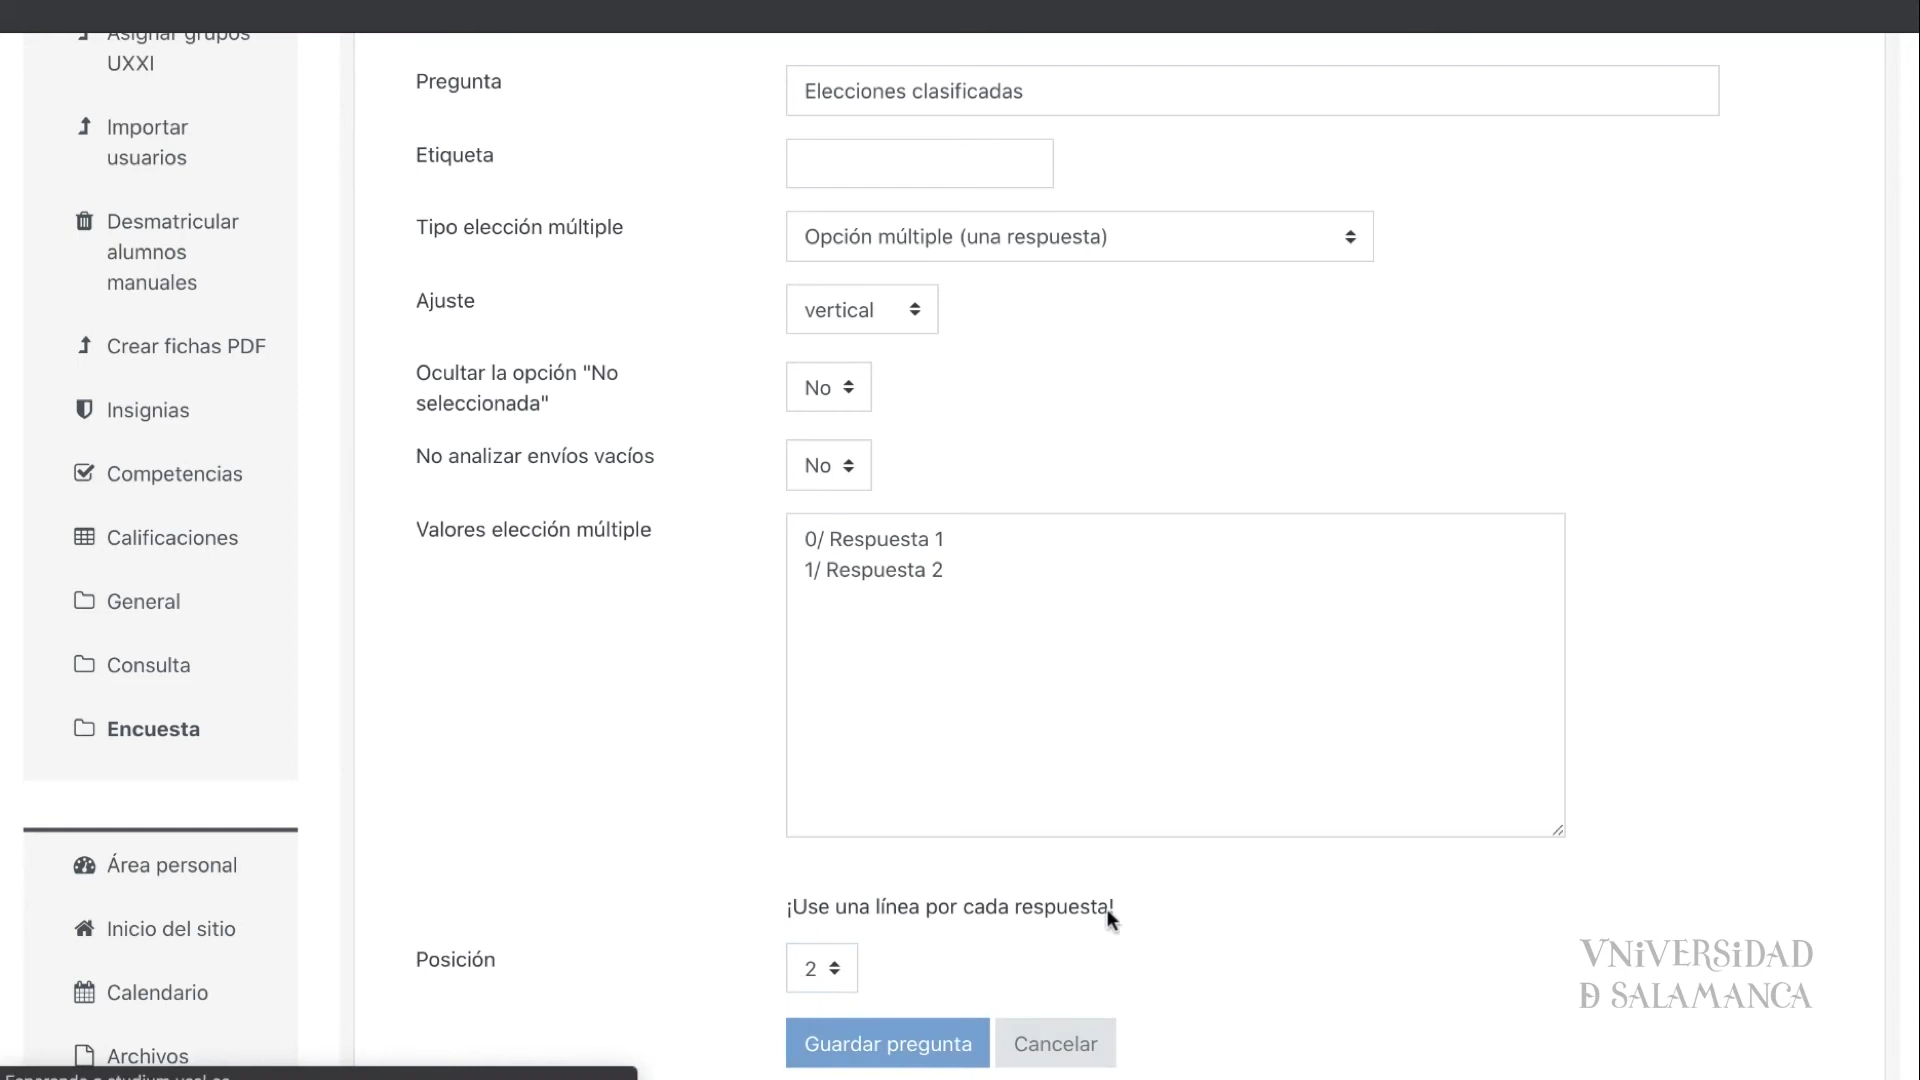 Asignar grupos
UXXI
Importar
usuarios
Desmatricular
alumnos
manuales
Crear fichas PDF
Insignias
Competencias
Calificaciones
General
Consulta
Encuesta
Área personal
Inicio del sitio
Calendario
Archivos
Pregunta
Elecciones clasificadas
Etiqueta
Tipo elección múltiple
Opción múltiple (una respuesta)
Ajuste
vertical
Ocultar la opción "No
seleccionada"
No
No analizar envíos vacíos
No
Valores elección múltiple
0/ Respuesta 1
1/ Respuesta 2
¡Use una línea por cada respuesta!
Posición
2
Guardar pregunta
Cancelar
VNiVERSiDAD
D SALAMANCA